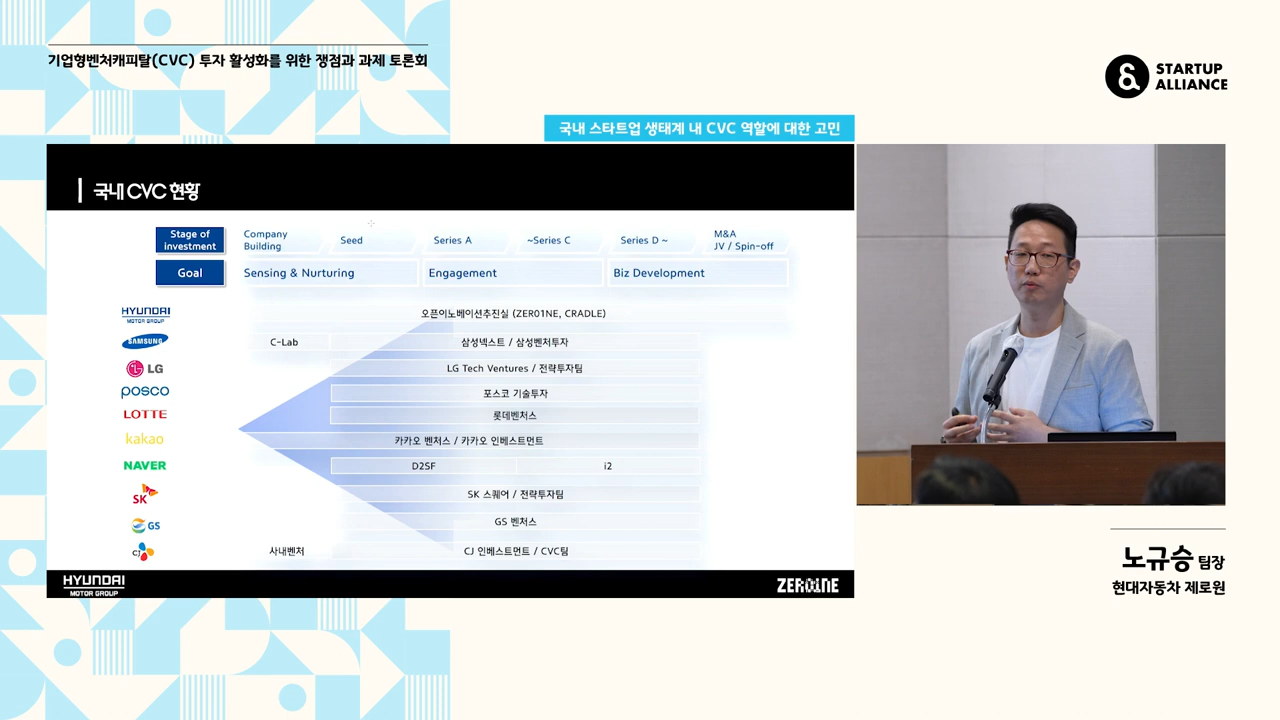 기업형벤처캐피탈(CVC) 투자 활성화를 위한 쟁점과 과제 토론회
STARTUP
ALLIANCE
국내 스타트업 생태계 내 CVC 역할에 대한 고민
국내 CVC 현황
Stage of
investment
Company
Building
Seed
Series A
~Series C
Series D ~
M&A
JV / Spin-off
Goal
Sensing & Nurturing
Engagement
Biz Development
HYUNDAI
MOTOR GROUP
오픈이노베이션추진실 (ZER01NE, CRADLE)
SAMSUNG
C-Lab
삼성넥스트 / 삼성벤처투자
LG
LG Tech Ventures / 전략투자팀
posco
포스코 기술투자
LOTTE
롯데벤처스
kakao
카카오 벤처스 / 카카오 인베스트먼트
NAVER
D2SF
i2
SK
SK 스퀘어 / 전략투자팀
GS
GS 벤처스
CJ
사내벤처
CJ 인베스트먼트 / CVC팀
HYUNDAI
MOTOR GROUP
ZER01NE
노규승 팀장
현대자동차 제로원